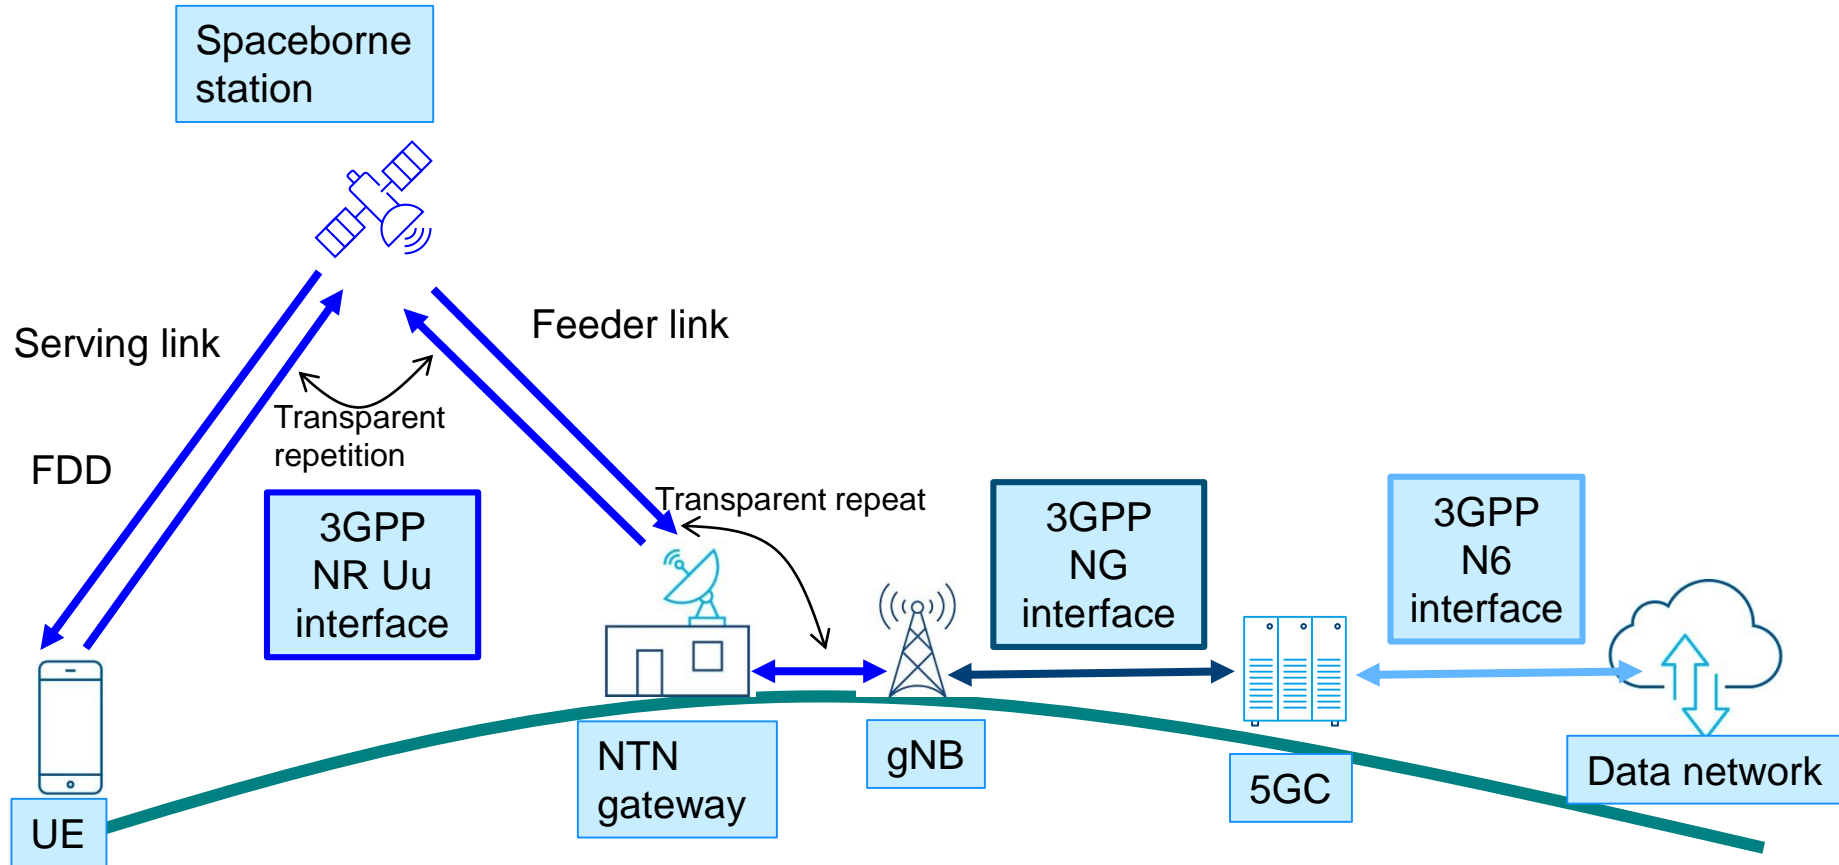 Spaceborne
station
Serving link
Feeder link
Transparent
repetition
FDD
3GPP
NR Uu
interface
Transparent repeat
3GPP
NG
interface
3GPP
N6
interface
UE
NTN
gateway
gNB
5GC
Data network